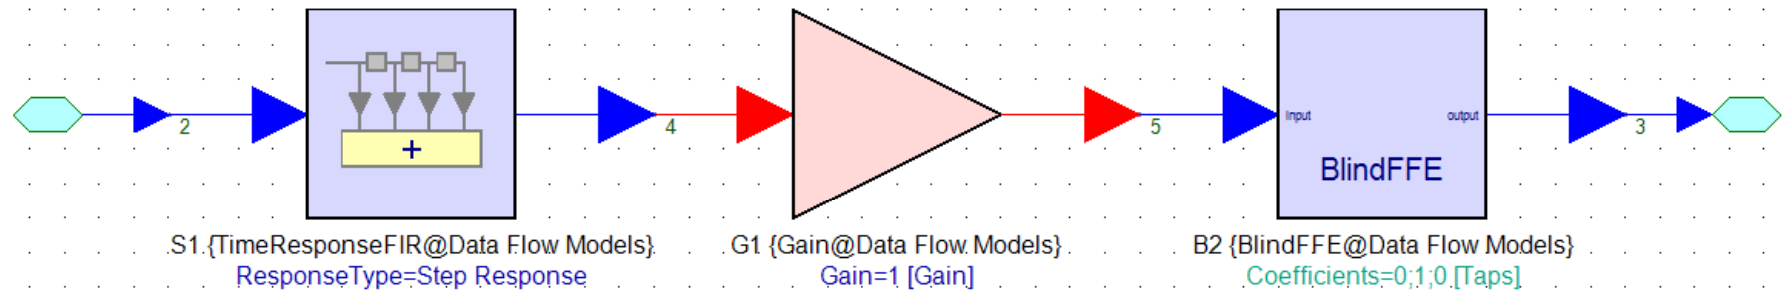 2
4
5
3
+
Input
output
BlindFFE
S1 {TimeResponseFIR@Data Flow Models}
ResponseType=Step Response
G1 {Gain@Data Flow Models}
Gain=1 [Gain]
B2 {BlindFFE@Data Flow Models}
Coefficients=0;1;0 [Taps]